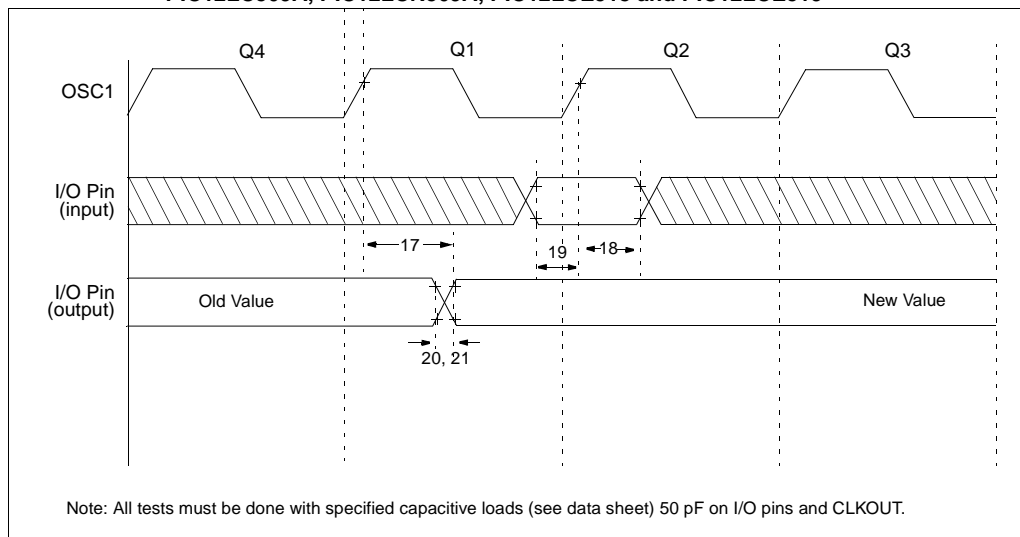 Q4 Q1 Q2 Q3
OSC1
I/O Pin
(input)
17
19
18
I/O Pin
(output)
Old Value
New Value
20, 21
Note: All tests must be done with specified capacitive loads (see data sheet) 50 pF on I/O pins and CLKOUT.